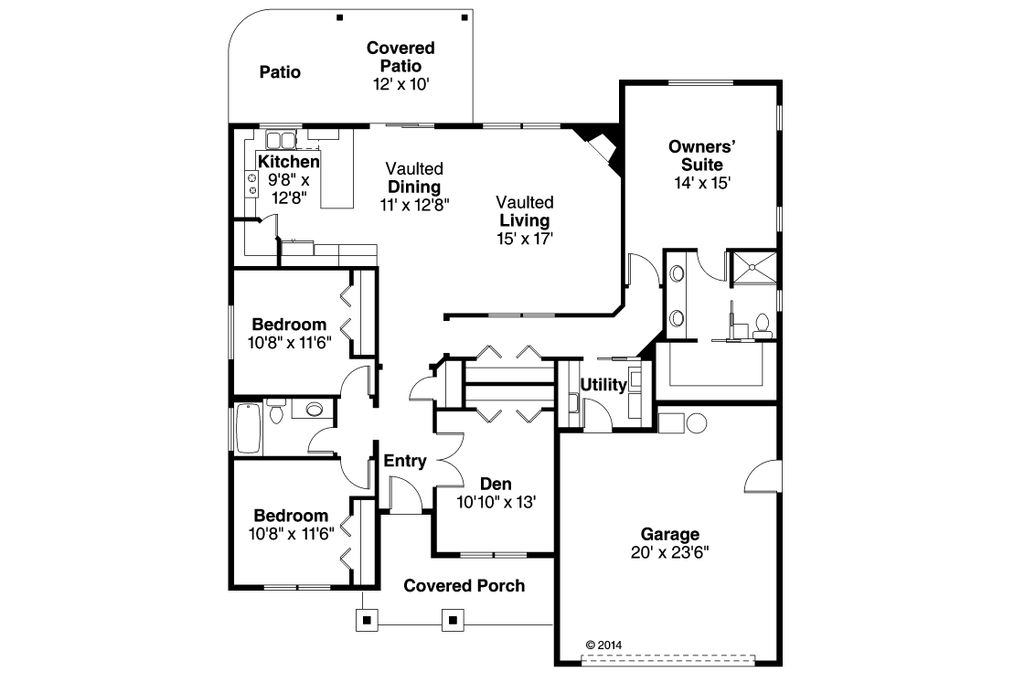 Patio
Covered
Patio
12' x 10'
Kitchen
9'8" x
12'8"
Vaulted
Dining
11' x 12'8"
Vaulted
Living
15' x 17'
Owners'
Suite
14' x 15'
Bedroom
10'8" x 11'6"
Utility
Entry
Den
10'10" x 13'
Bedroom
10'8" x 11'6"
Garage
20' x 23'6"
Covered Porch
© 2014